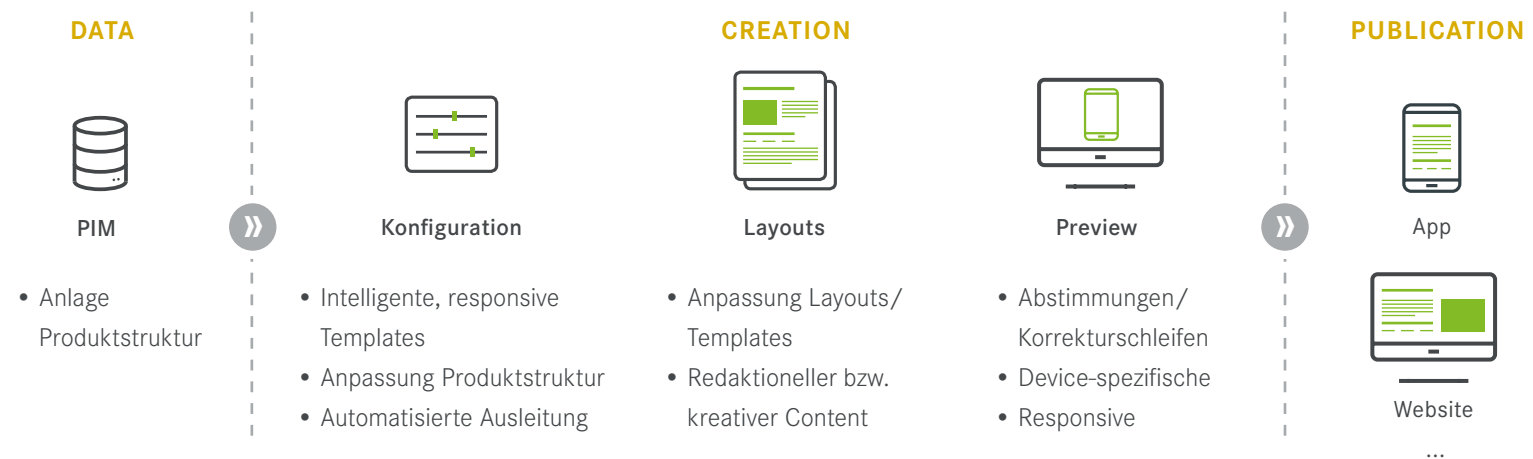 DATA
PIM
• Anlage
Produktstruktur
CREATION
Konfiguration
• Intelligente, responsive
Templates
• Anpassung Produktstruktur
• Automatisierte Ausleitung
Layouts
• Anpassung Layouts/
Templates
• Redaktioneller bzw.
kreativer Content
Preview
• Abstimmungen/
Korrekturschleifen
• Device-spezifische
• Responsive
PUBLICATION
App
Website
...